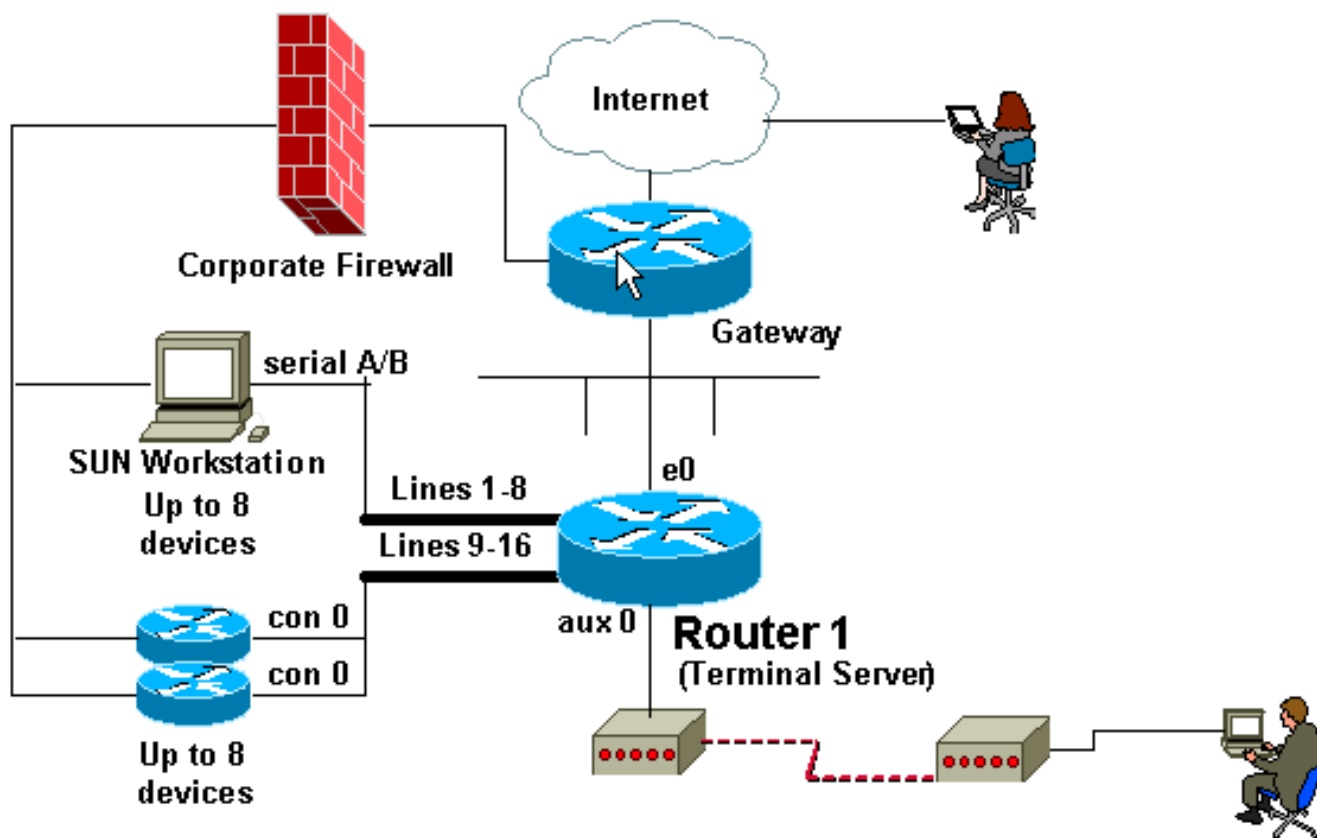 Internet
Corporate Firewall
Gateway
serial A/B
SUN Workstation
Up to 8
devices
e0
Lines 1-8
Lines 9-16
con 0
con 0
aux 0
Router 1
(Terminal Server)
Up to 8
devices